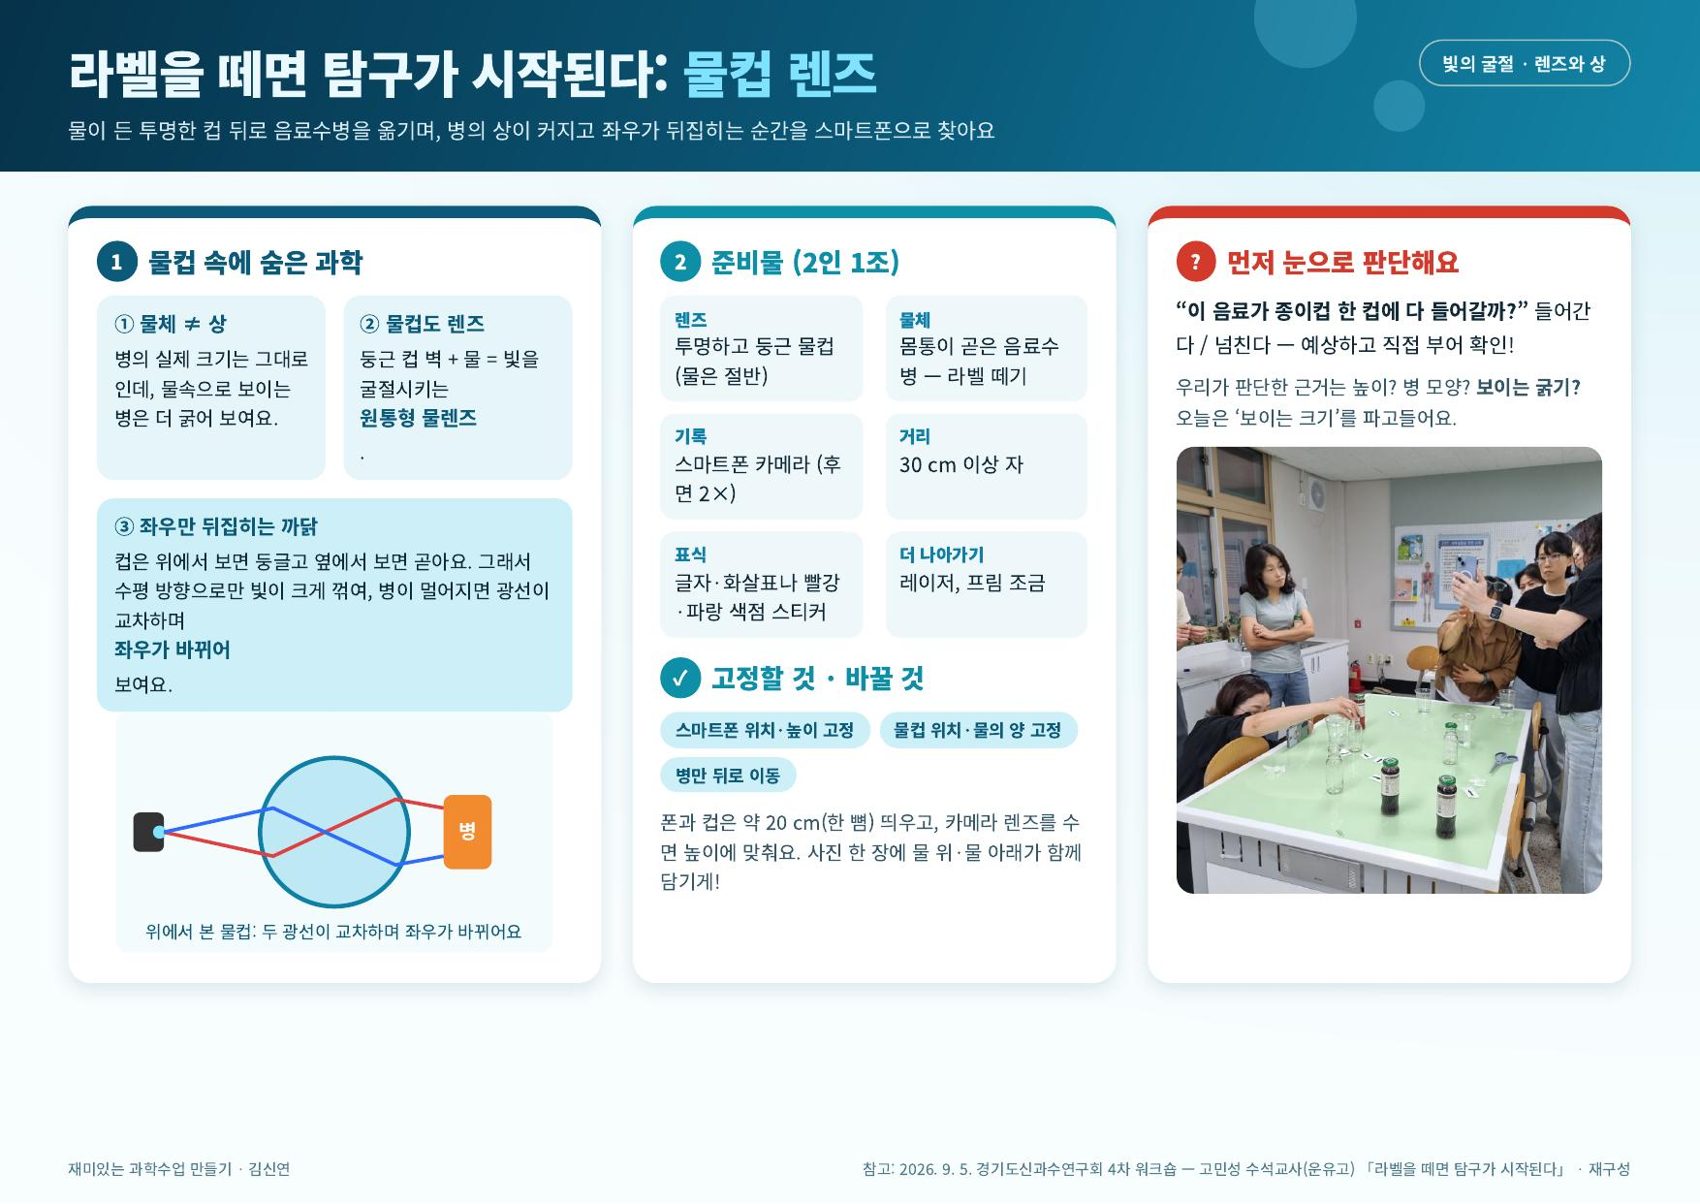 라벨을 떼면 탐구가 시작된다: 물컵 렌즈
물이 든 투명한 컵 뒤로 음료수병을 옮기며, 병의 상이 커지고 좌우가 뒤집히는 순간을 스마트폰으로 찾아요
빛의 굴절 · 렌즈와 상
1 물컵 속에 숨은 과학
① 물체 ≠ 상
병의 실제 크기는 그대로
인데, 물속으로 보이는
병은 더 굵어 보여요.
② 물컵도 렌즈
둥근 컵 벽 + 물 = 빛을
굴절시키는
원통형 물렌즈
.
③ 좌우만 뒤집히는 까닭
컵은 위에서 보면 둥글고 옆에서 보면 곧아요. 그래서
수평 방향으로만 빛이 크게 꺾여, 병이 멀어지면 광선이
교차하며
좌우가 바뀌어
보여요.
병
위에서 본 물컵: 두 광선이 교차하며 좌우가 바뀌어요
2 준비물 (2인 1조)
렌즈
투명하고 둥근 물컵
(물은 절반)
물체
몸통이 곧은 음료수
병 — 라벨 떼기
기록
스마트폰 카메라 (후
면 2×)
거리
30 cm 이상 자
표식
글자·화살표나 빨강
·파랑 색점 스티커
더 나아가기
레이저, 프림 조금
✓ 고정할 것 · 바꿀 것
스마트폰 위치·높이 고정
물컵 위치·물의 양 고정
병만 뒤로 이동
폰과 컵은 약 20 cm(한 뼘) 띄우고, 카메라 렌즈를 수
면 높이에 맞춰요. 사진 한 장에 물 위·물 아래가 함께
담기게!
? 먼저 눈으로 판단해요
“이 음료가 종이컵 한 컵에 다 들어갈까?” 들어간
다 / 넘친다 — 예상하고 직접 부어 확인!
우리가 판단한 근거는 높이? 병 모양? 보이는 굵기?
오늘은 ‘보이는 크기’를 파고들어요.
재미있는 과학수업 만들기 · 김신연
참고: 2026. 9. 5. 경기도신과수연구회 4차 워크숍 — 고민성 수석교사(운유고) 「라벨을 떼면 탐구가 시작된다」 · 재구성